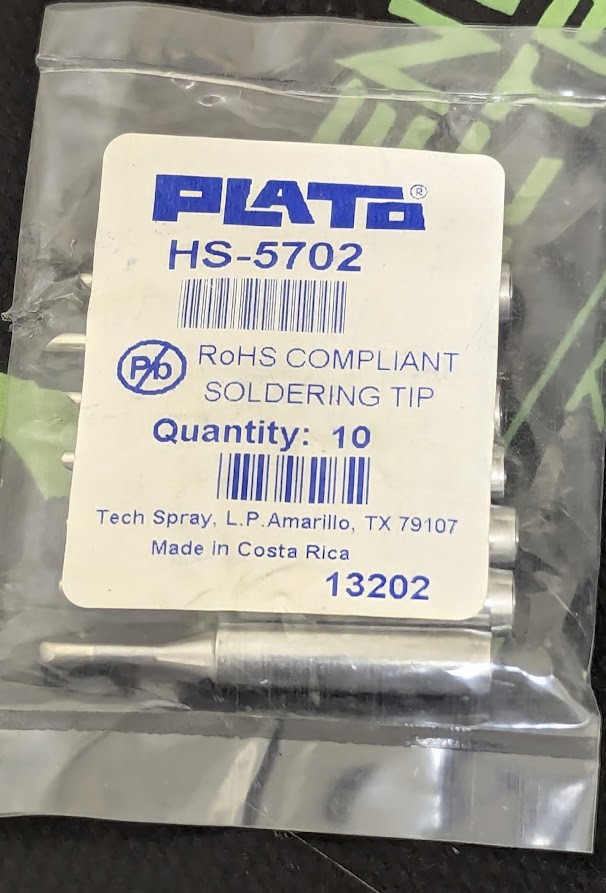 PLATO®
HS-5702
Pb
RoHS COMPLIANT
SOLDERING TIP
Quantity: 10
Tech Spray, L.P. Amarillo, TX 79107
Made in Costa Rica
13202